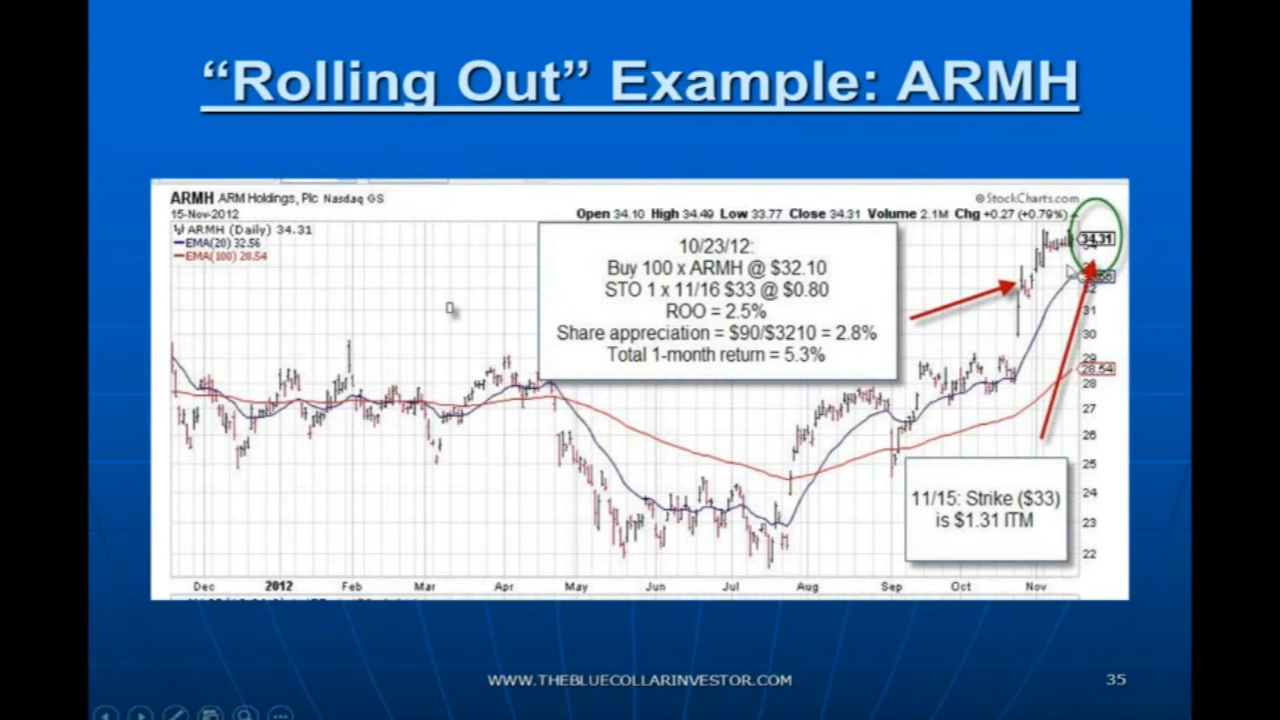 “Rolling Out” Example: ARMH
ARMH ARM Holdings, Plc Nasdaq GS
© StockCharts.com
15-Nov-2012
Open 34.10 High 34.49 Low 33.77 Close 34.31 Volume 2.1M Chg +0.27 (+0.79%)
ARMH (Daily) 34.31
EMA(20) 32.56
EMA(100) 28.54
10/23/12:
Buy 100 x ARMH @ $32.10
STO 1 x 11/16 $33 @ $0.80
ROO = 2.5%
Share appreciation = $90/$3210 = 2.8%
Total 1-month return = 5.3%
34.31
32
31
30
29
28.54
28
27
26
25
24
23
22
11/15: Strike ($33)
is $1.31 ITM
Dec 2012 Feb Mar Apr May Jun Jul Aug Sep Oct Nov
WWW.THEBLUECOLLARINVESTOR.COM
35